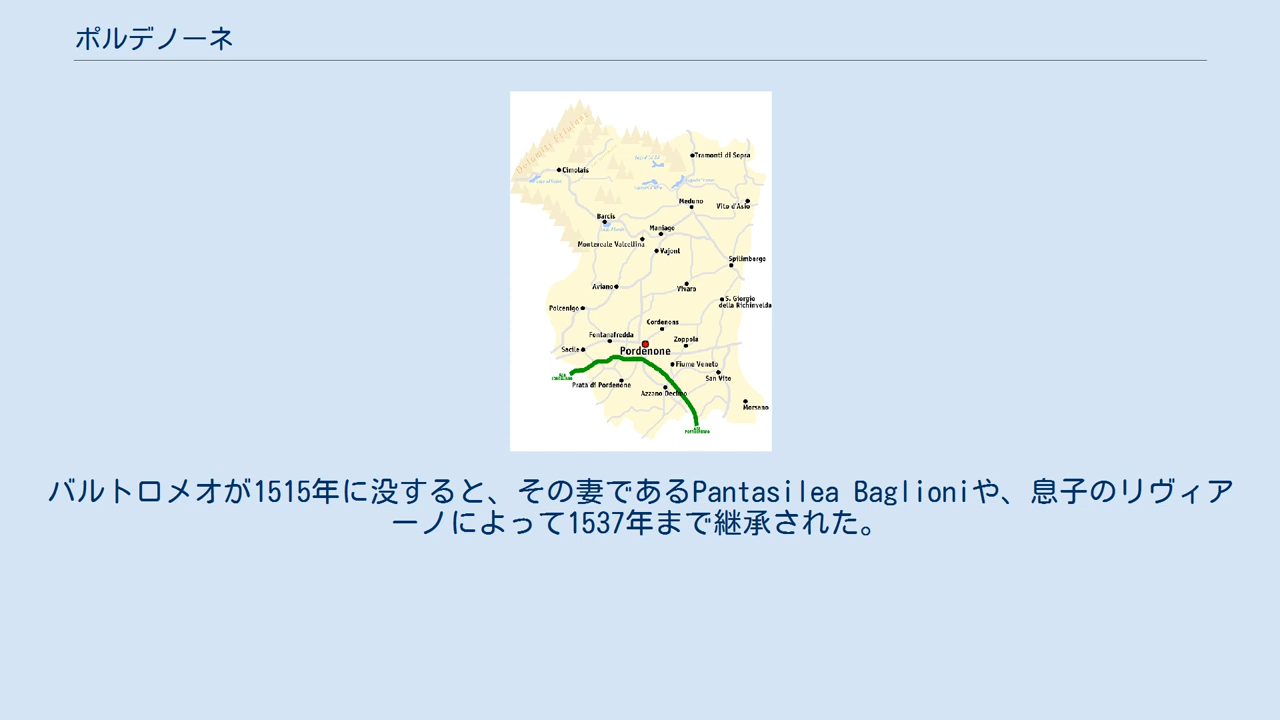 ポルデノーネ
Dolomiti Friulane
Tramonti di Sopra
Cimolais
Meduno
Vito d'Asio
Barcis
Maniago
Montereale Valcellina
Vajont
Spilimbergo
Aviano
Vivaro
S. Giorgio
della Richinvelda
Polcenigo
Cordenons
Fontanafredda
Zoppola
Sacile
Pordenone
Fiume Veneto
San Vito
Prata di Pordenone
Azzano Decimo
Morsano
バルトロメオが1515年に没すると、その妻であるPantasilea Baglioniや、息子のリヴィア
ーノによって1537年まで継承された。